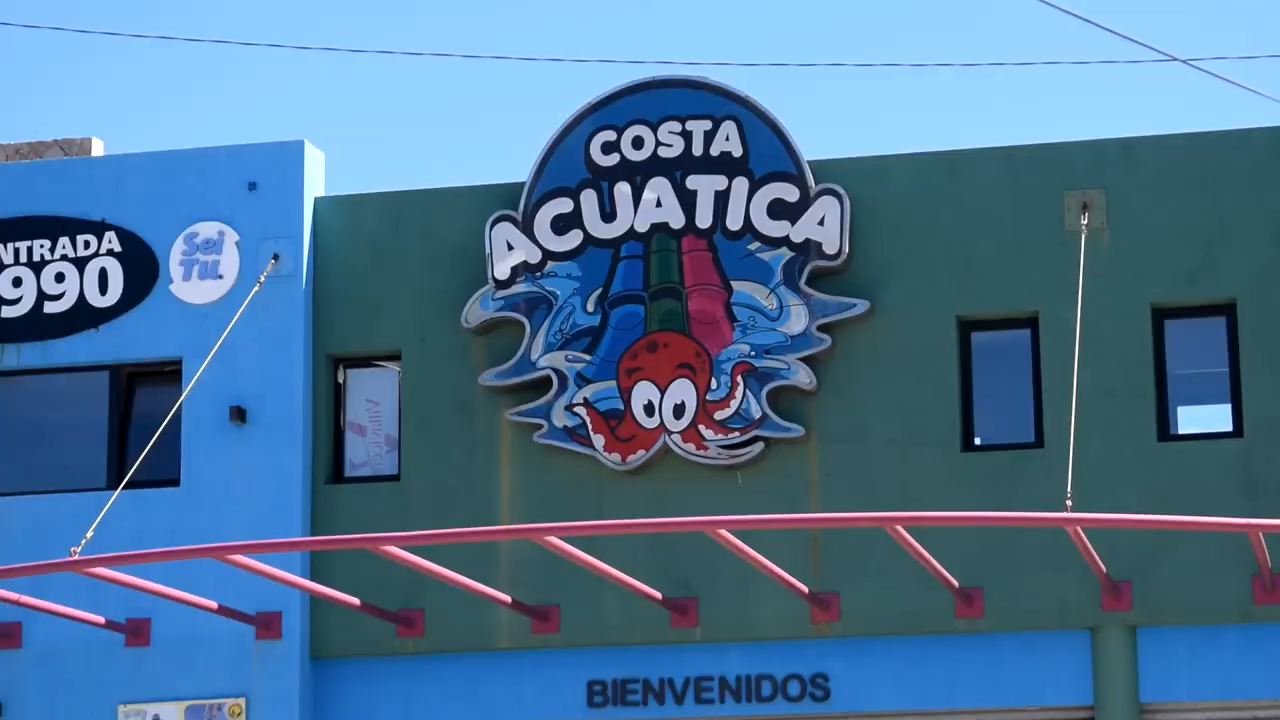 COSTA
ACUATICA
NTRADA
990
Sei
Tu.
BIENVENIDOS